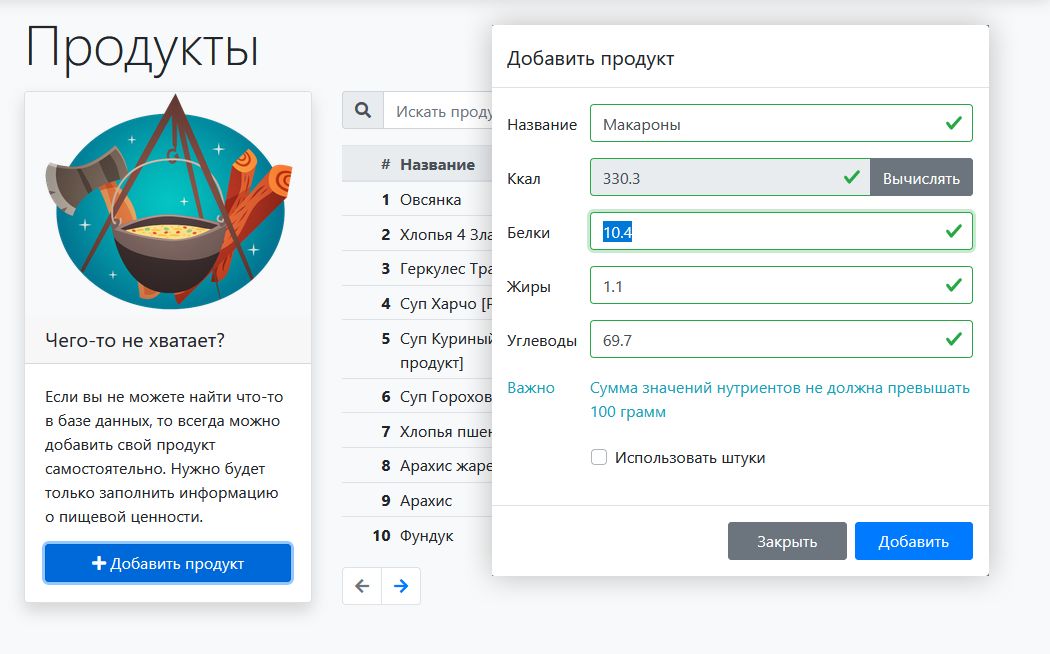 Продукты
Чего-то не хватает?
Если вы не можете найти что-то
в базе данных, то всегда можно
добавить свой продукт
самостоятельно. Нужно будет
только заполнить информацию
о пищевой ценности.
Добавить продукт
Искать проду
# Название
1 Овсянка
2 Хлопья 4 Зла
3 Геркулес Тра
4 Суп Харчо [Р
5 Суп Куриный
продукт]
6 Суп Горохов
7 Хлопья пшен
8 Арахис жаре
9 Арахис
10 Фундук
Добавить продукт
Название Макароны
Ккал 330.3 Вычислять
Белки 10.4
Жиры 1.1
Углеводы 69.7
Важно Сумма значений нутриентов не должна превышать
100 грамм
Использовать штуки
Закрыть Добавить